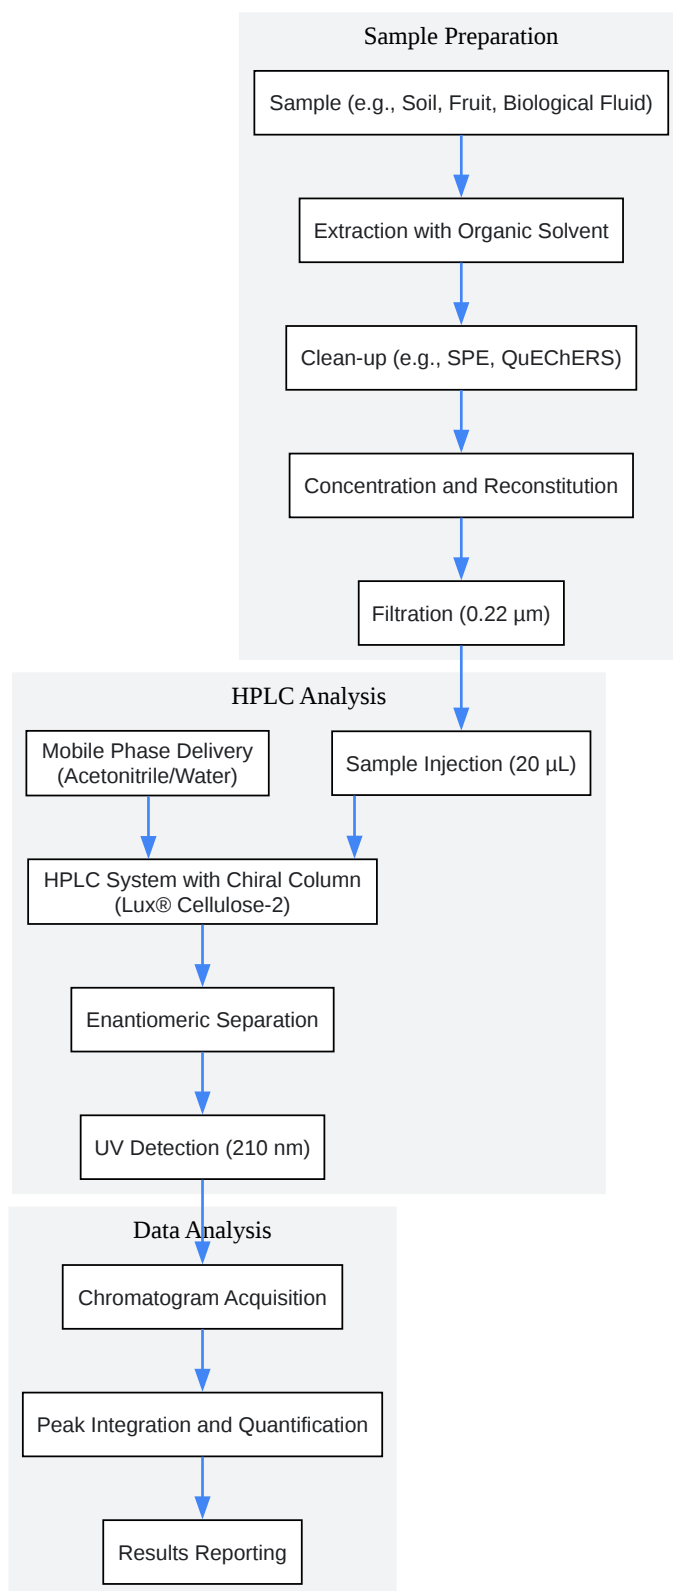 Sample Preparation
Sample (e.g., Soil, Fruit, Biological Fluid)
Extraction with Organic Solvent
Clean-up (e.g., SPE, QuEChERS)
Concentration and Reconstitution
Filtration (0.22 µm)
HPLC Analysis
Mobile Phase Delivery
(Acetonitrile/Water)
Sample Injection (20 µL)
HPLC System with Chiral Column
(Lux® Cellulose-2)
Enantiomeric Separation
UV Detection (210 nm)
Data Analysis
Chromatogram Acquisition
Peak Integration and Quantification
Results Reporting